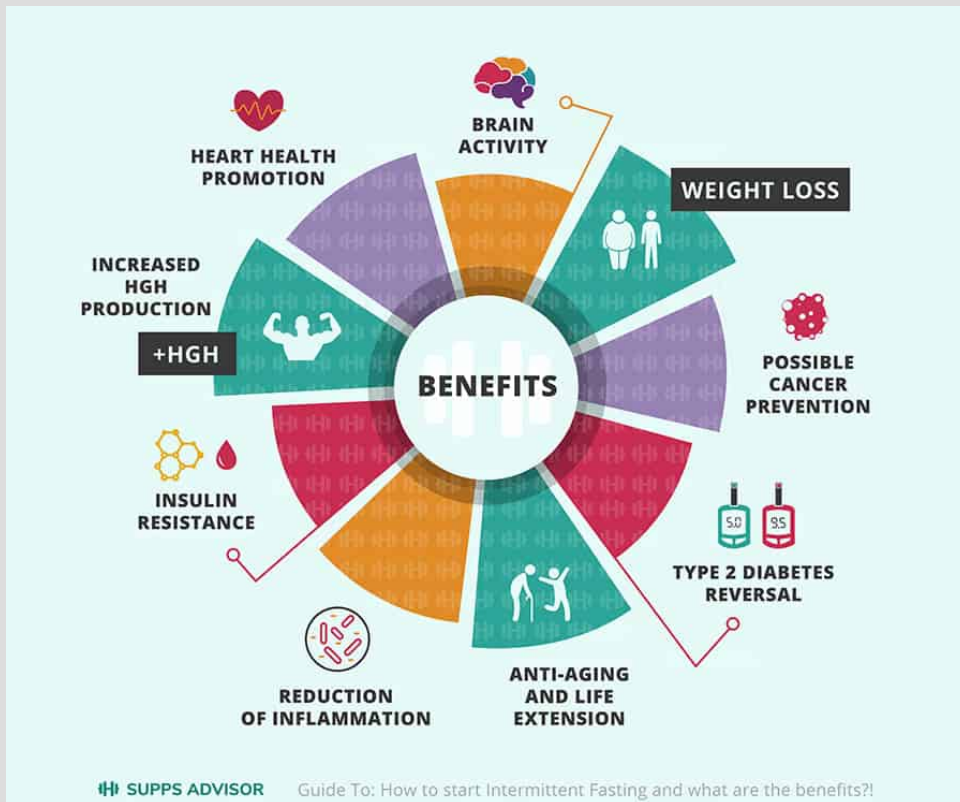 BRAIN
ACTIVITY
WEIGHT LOSS
POSSIBLE
CANCER
PREVENTION
5.0
9.5
TYPE 2 DIABETES
REVERSAL
ANTI-AGING
AND LIFE
EXTENSION
REDUCTION
OF INFLAMMATION
INSULIN
RESISTANCE
INCREASED
HGH
PRODUCTION
+HGH
HEART HEALTH
PROMOTION
BENEFITS
SUPPS ADVISOR
Guide To: How to start Intermittent Fasting and what are the benefits?!